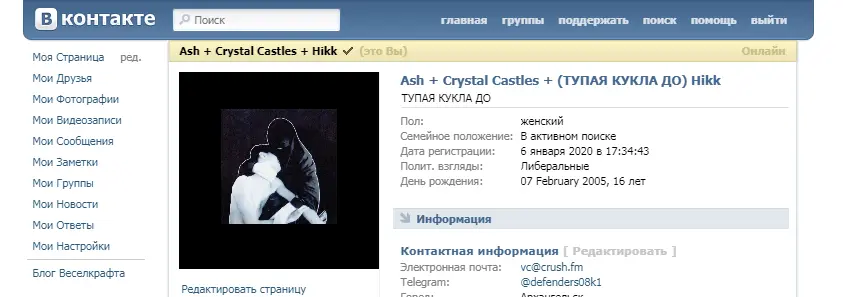 В контакте
Поиск
главная группы поддержать поиск помощь выйти
Ash + Crystal Castles + Hikk ✔ (это Вы) Онлайн
Моя Страница ред.
Мои Друзья
Мои Фотографии
Мои Видеозаписи
Мои Сообщения
Мои Заметки
Мои Группы
Мои Новости
Мои Ответы
Мои Настройки
Блог Веселкрафта
Редактировать страницу
Ash + Crystal Castles + (ТУПАЯ КУКЛА ДО) Hikk
ТУПАЯ КУКЛА ДО
Пол: женский
Семейное положение: В активном поиске
Дата регистрации: 6 января 2020 в 17:34:43
Полит. взгляды: Либеральные
День рождения: 07 February 2005, 16 лет
Информация
Контактная информация [ Редактировать ]
Электронная почта: vc@crush.fm
Telegram: @defenders08k1
Город: Архангельск